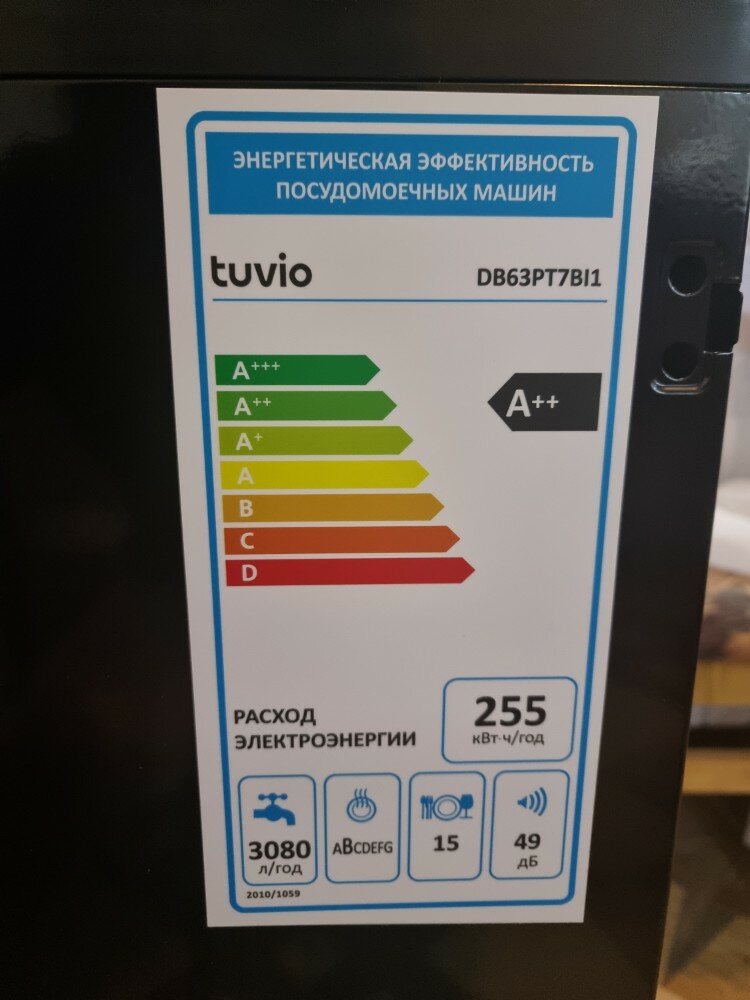 ЭНЕРГЕТИЧЕСКАЯ ЭФФЕКТИВНОСТЬ
ПОСУДОМОЕЧНЫХ МАШИН
tuvio DB63PT7BI1
A+++
A++
A++
A+
A
B
C
D
РАСХОД
ЭЛЕКТРОЭНЕРГИИ
255
кВт·ч/год
3080
л/год
ABCDEFG
15
49
дБ
2010/1059